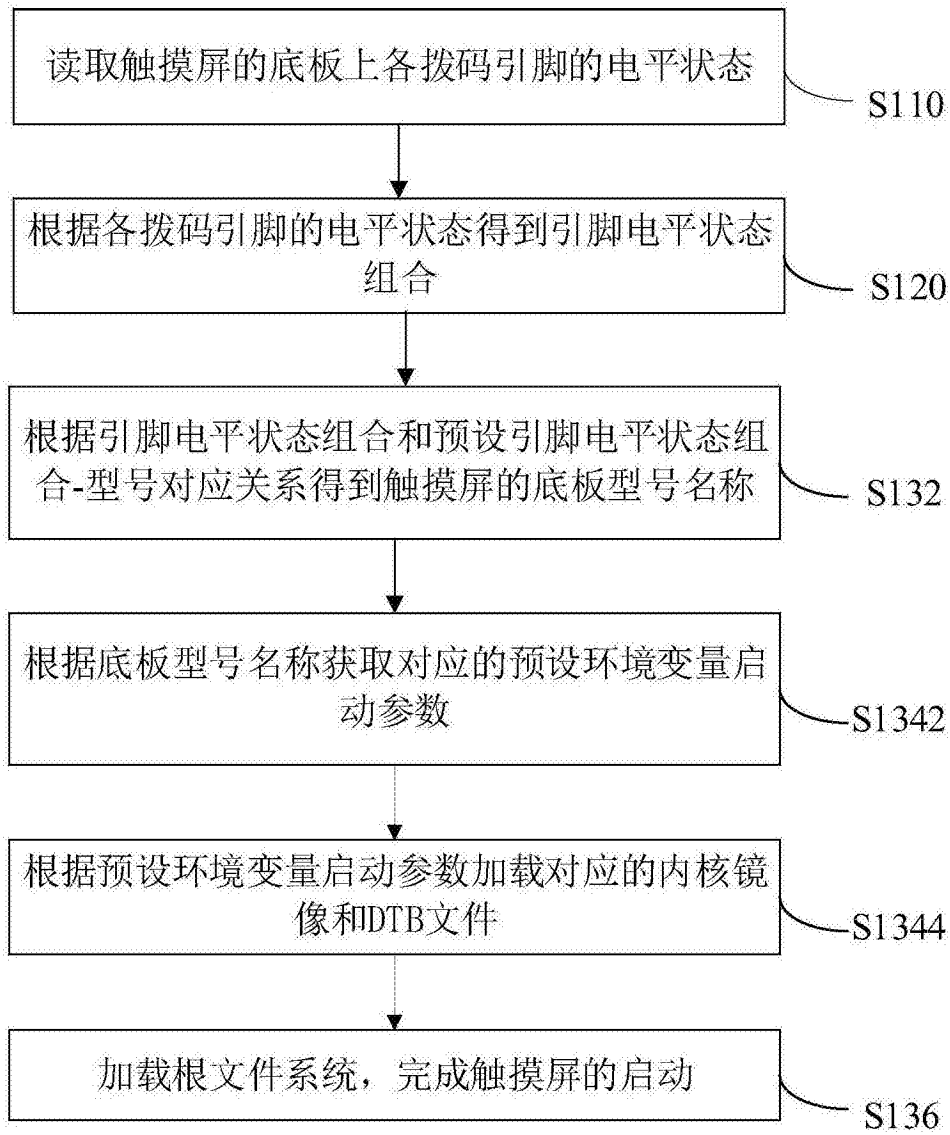 读取触摸屏的底板上各拨码引脚的电平状态
S110
根据各拨码引脚的电平状态得到引脚电平状态
组合
S120
根据引脚电平状态组合和预设引脚电平状态组
合-型号对应关系得到触摸屏的底板型号名称
S132
根据底板型号名称获取对应的预设环境变量启
动参数
S1342
根据预设环境变量启动参数加载对应的内核镜
像和DTB文件
S1344
加载根文件系统，完成触摸屏的启动
S136